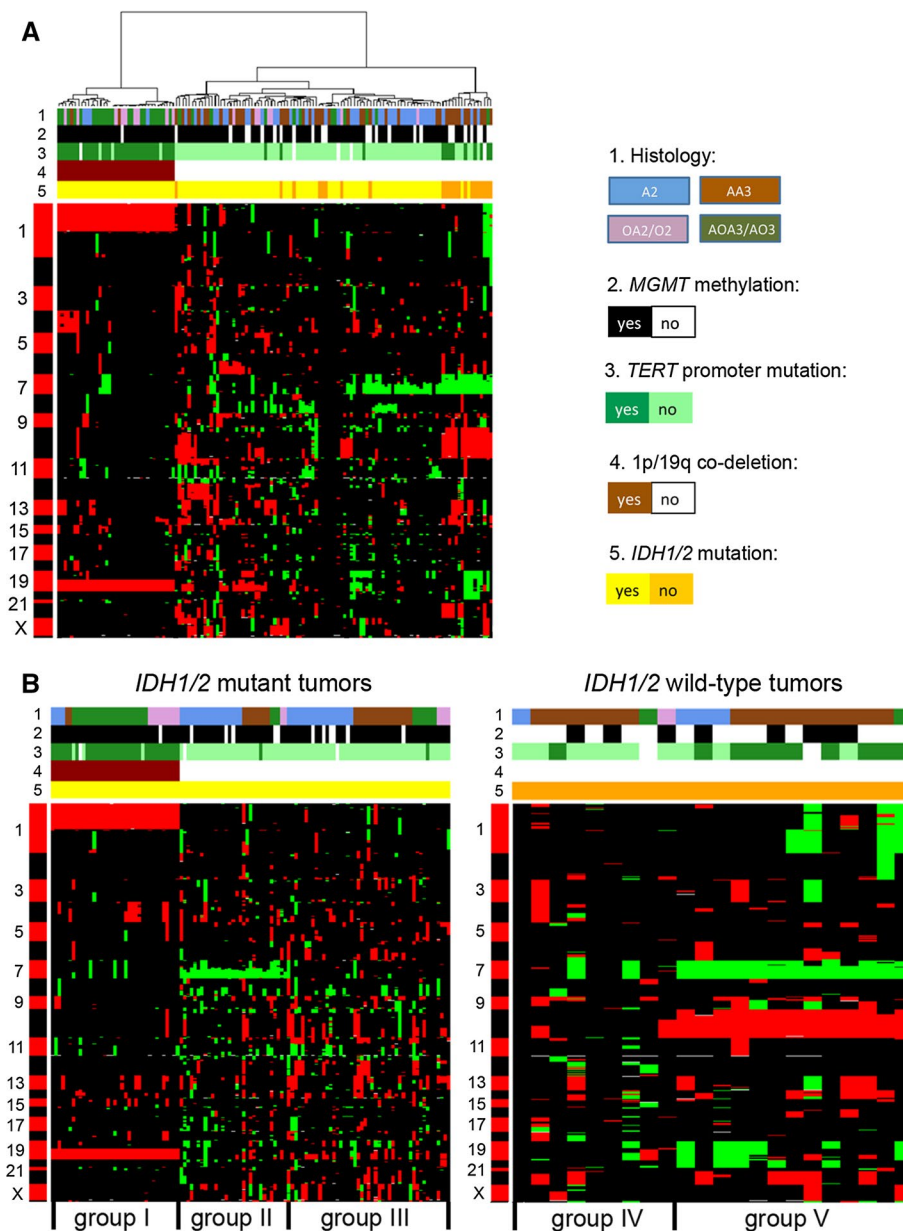 A
1
2
3
4
5
1
3
5
7
9
11
13
15
17
19
21
X
1. Histology:
A2 AA3
OA2/O2 AOA3/AO3
2. MGMT methylation:
yes no
3. TERT promoter mutation:
yes no
4. 1p/19q co-deletion:
yes no
5. IDH1/2 mutation:
yes no
B IDH1/2 mutant tumors
1
2
3
4
5
1
3
5
7
9
11
13
15
17
19
21
X
group I group II group III
IDH1/2 wild-type tumors
1
2
3
4
5
1
3
5
7
9
11
13
15
17
19
21
X
group IV group V